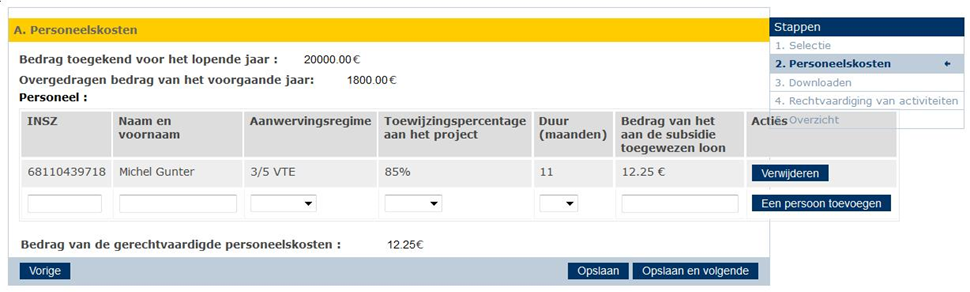 A. Personeelskosten
Bedrag toegekend voor het lopende jaar : 20000.00 €
Overgedragen bedrag van het voorgaande jaar: 1800.00 €
Personeel :
INSZ Naam en voornaam Aanwervingsregime Toewijzingspercentage aan het project Duur (maanden) Bedrag van het aan de subsidie toegewezen loon Acties
68110439718 Michel Gunter 3/5 VTE 85% 11 12.25 € Verwijderen
Een persoon toevoegen
Bedrag van de gerechtvaardigde personeelskosten : 12.25€
Vorige Opslaan Opslaan en volgende
Stappen
1. Selectie
2. Personeelskosten
3. Downloaden
4. Rechtvaardiging van activiteiten
5. Overzicht